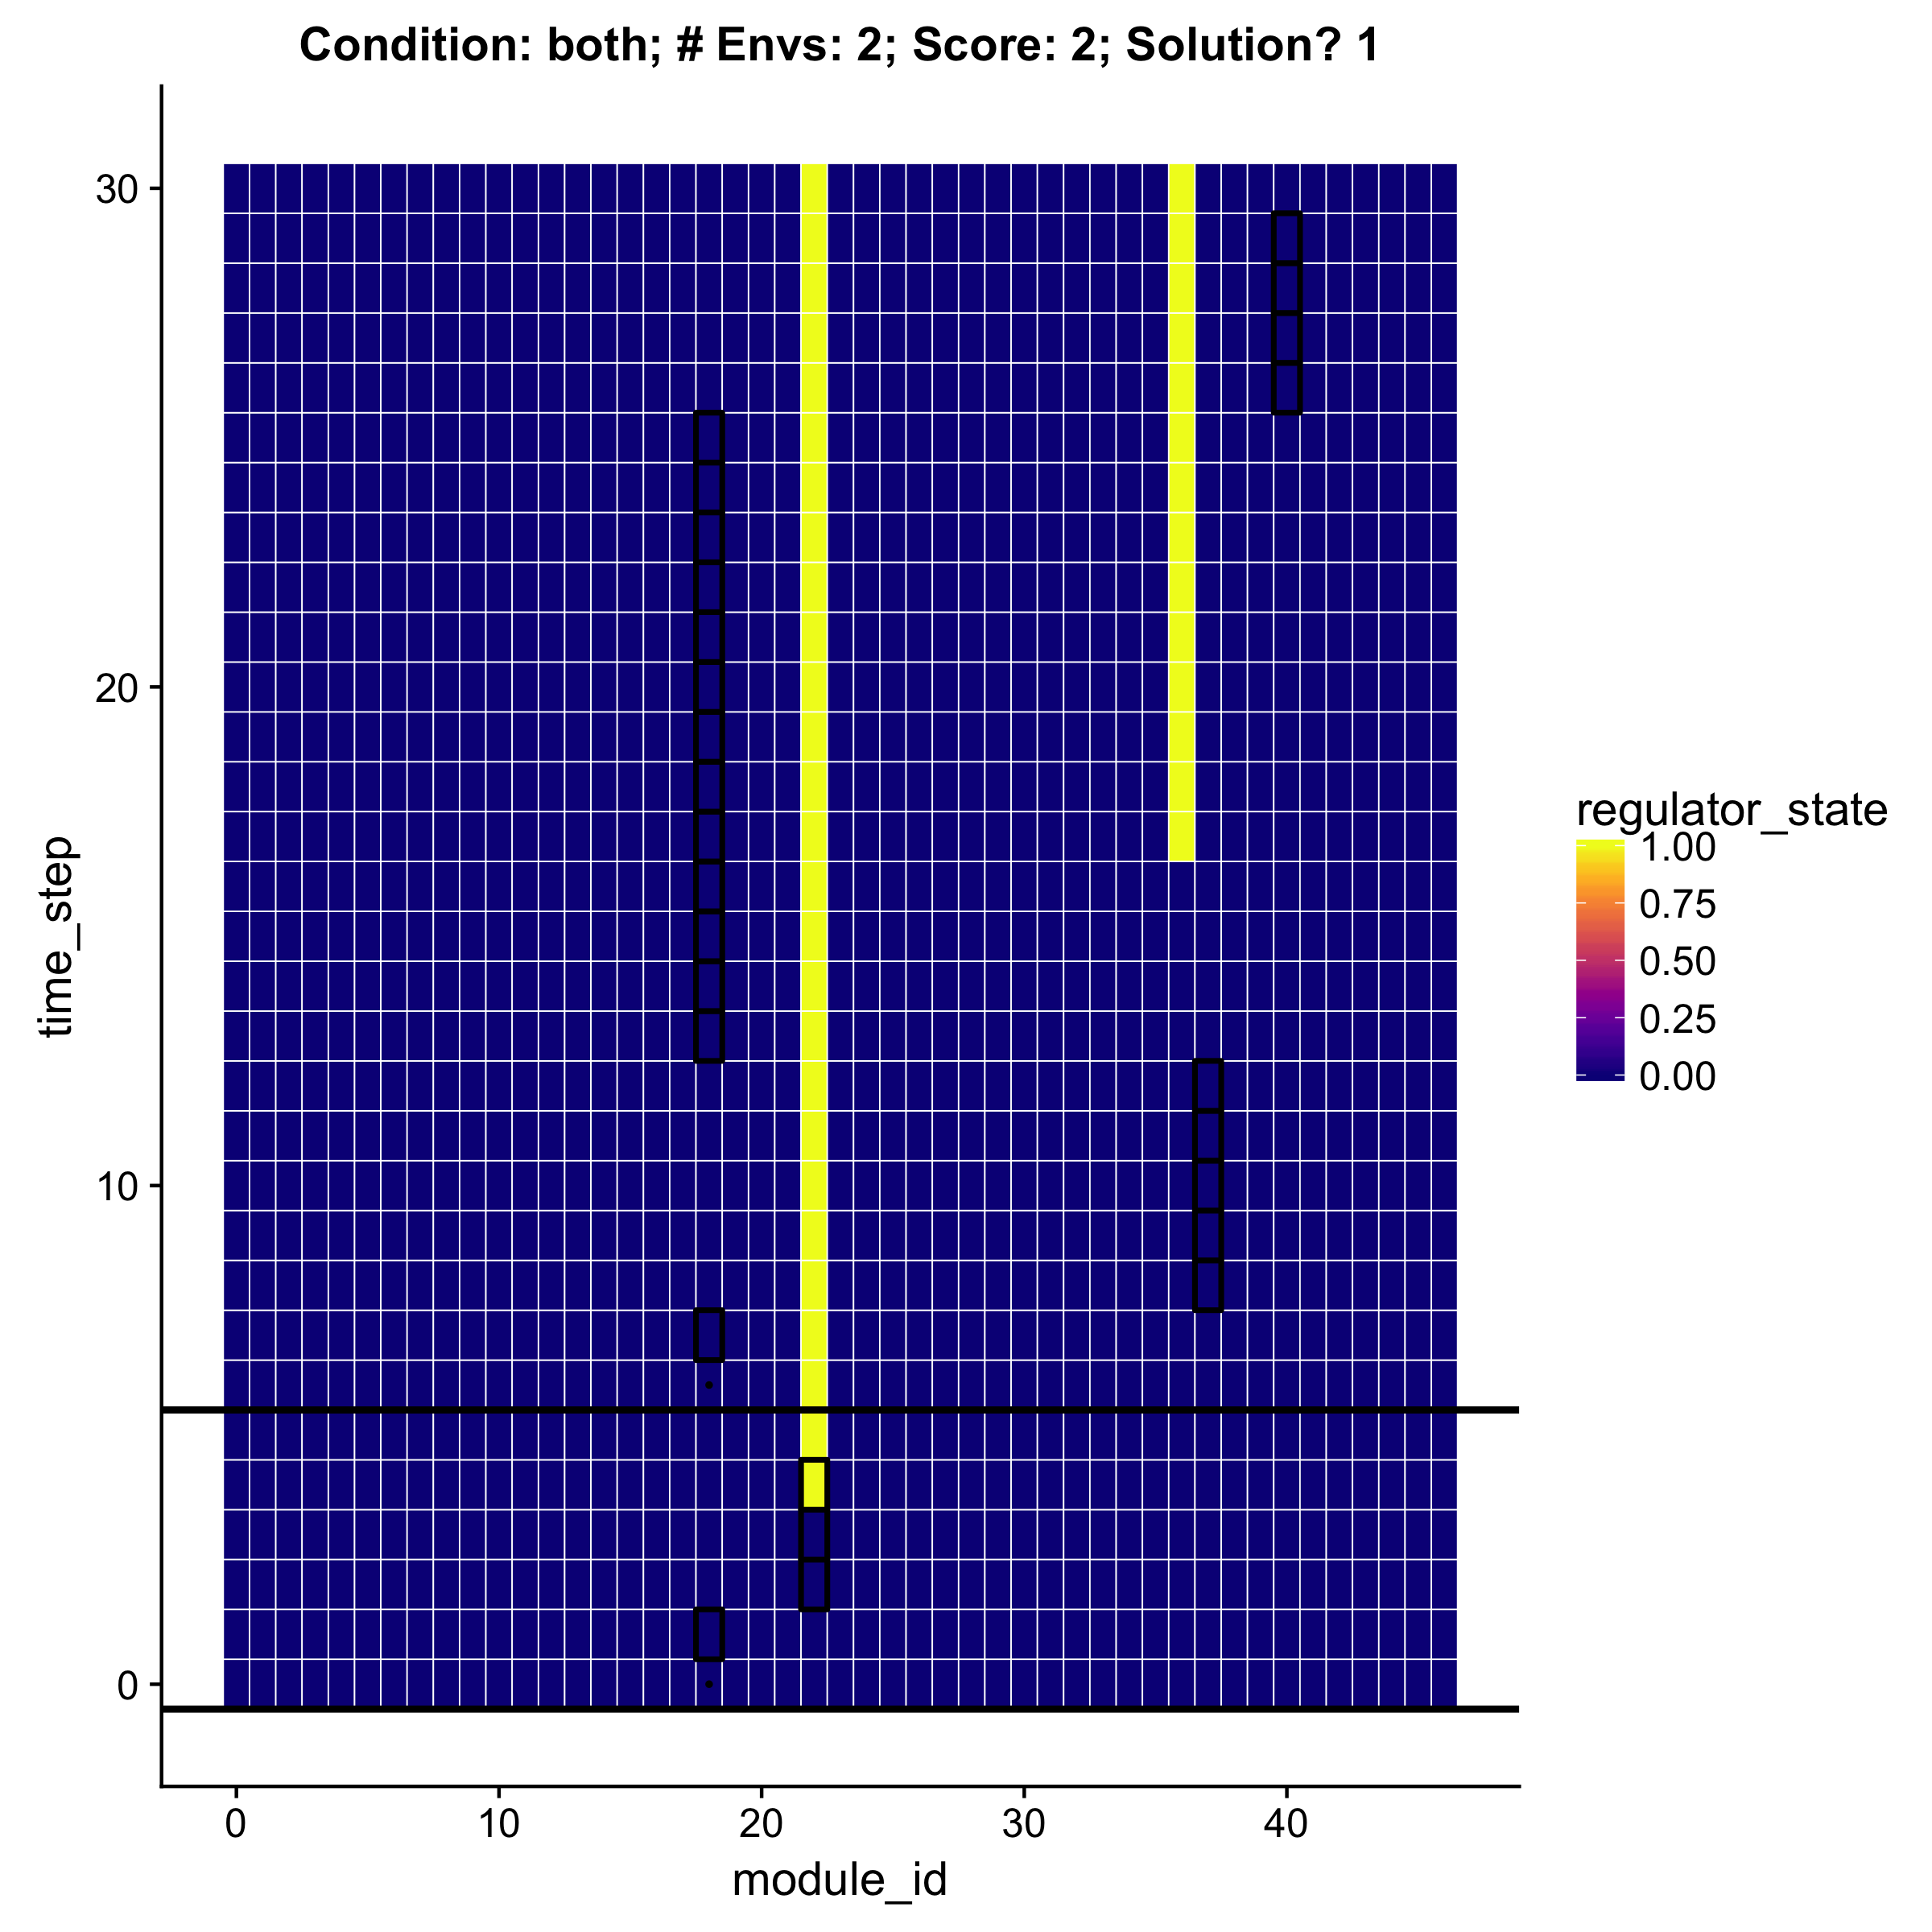 Condition: both; # Envs: 2; Score: 2; Solution? 1
30
20
10
0
time_step
0 10 20 30 40
module_id
regulator_state
1.00
0.75
0.50
0.25
0.00